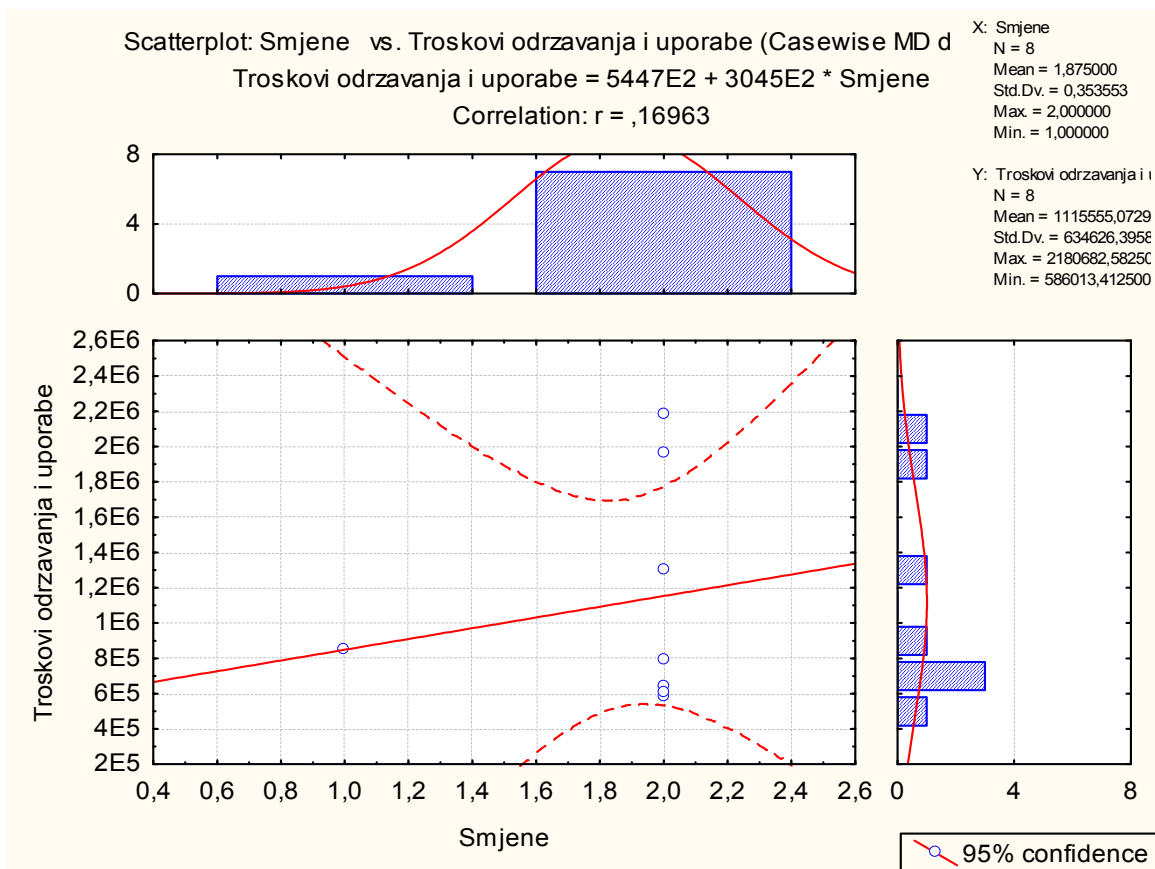 Scatterplot: Smjene vs. Troskovi odrzavanja i uporabe (Casewise MD d
Troskovi odrzavanja i uporabe = 5447E2 + 3045E2 * Smjene
Correlation: r = ,16963
X: Smjene
N = 8
Mean = 1,875000
Std.Dv. = 0,353553
Max. = 2,000000
Min. = 1,000000
Y: Troskovi odrzavanja i u
N = 8
Mean = 1115555,0729
Std.Dv. = 634626,3958
Max. = 2180682,58250
Min. = 586013,412500
8
4
0
Troskovi odrzavanja i uporabe
2,6E6
2,4E6
2,2E6
2E6
1,8E6
1,6E6
1,4E6
1,2E6
1E6
8E5
6E5
4E5
2E5
0,4 0,6 0,8 1,0 1,2 1,4 1,6 1,8 2,0 2,2 2,4 2,6
Smjene
0 4 8
95% confidence